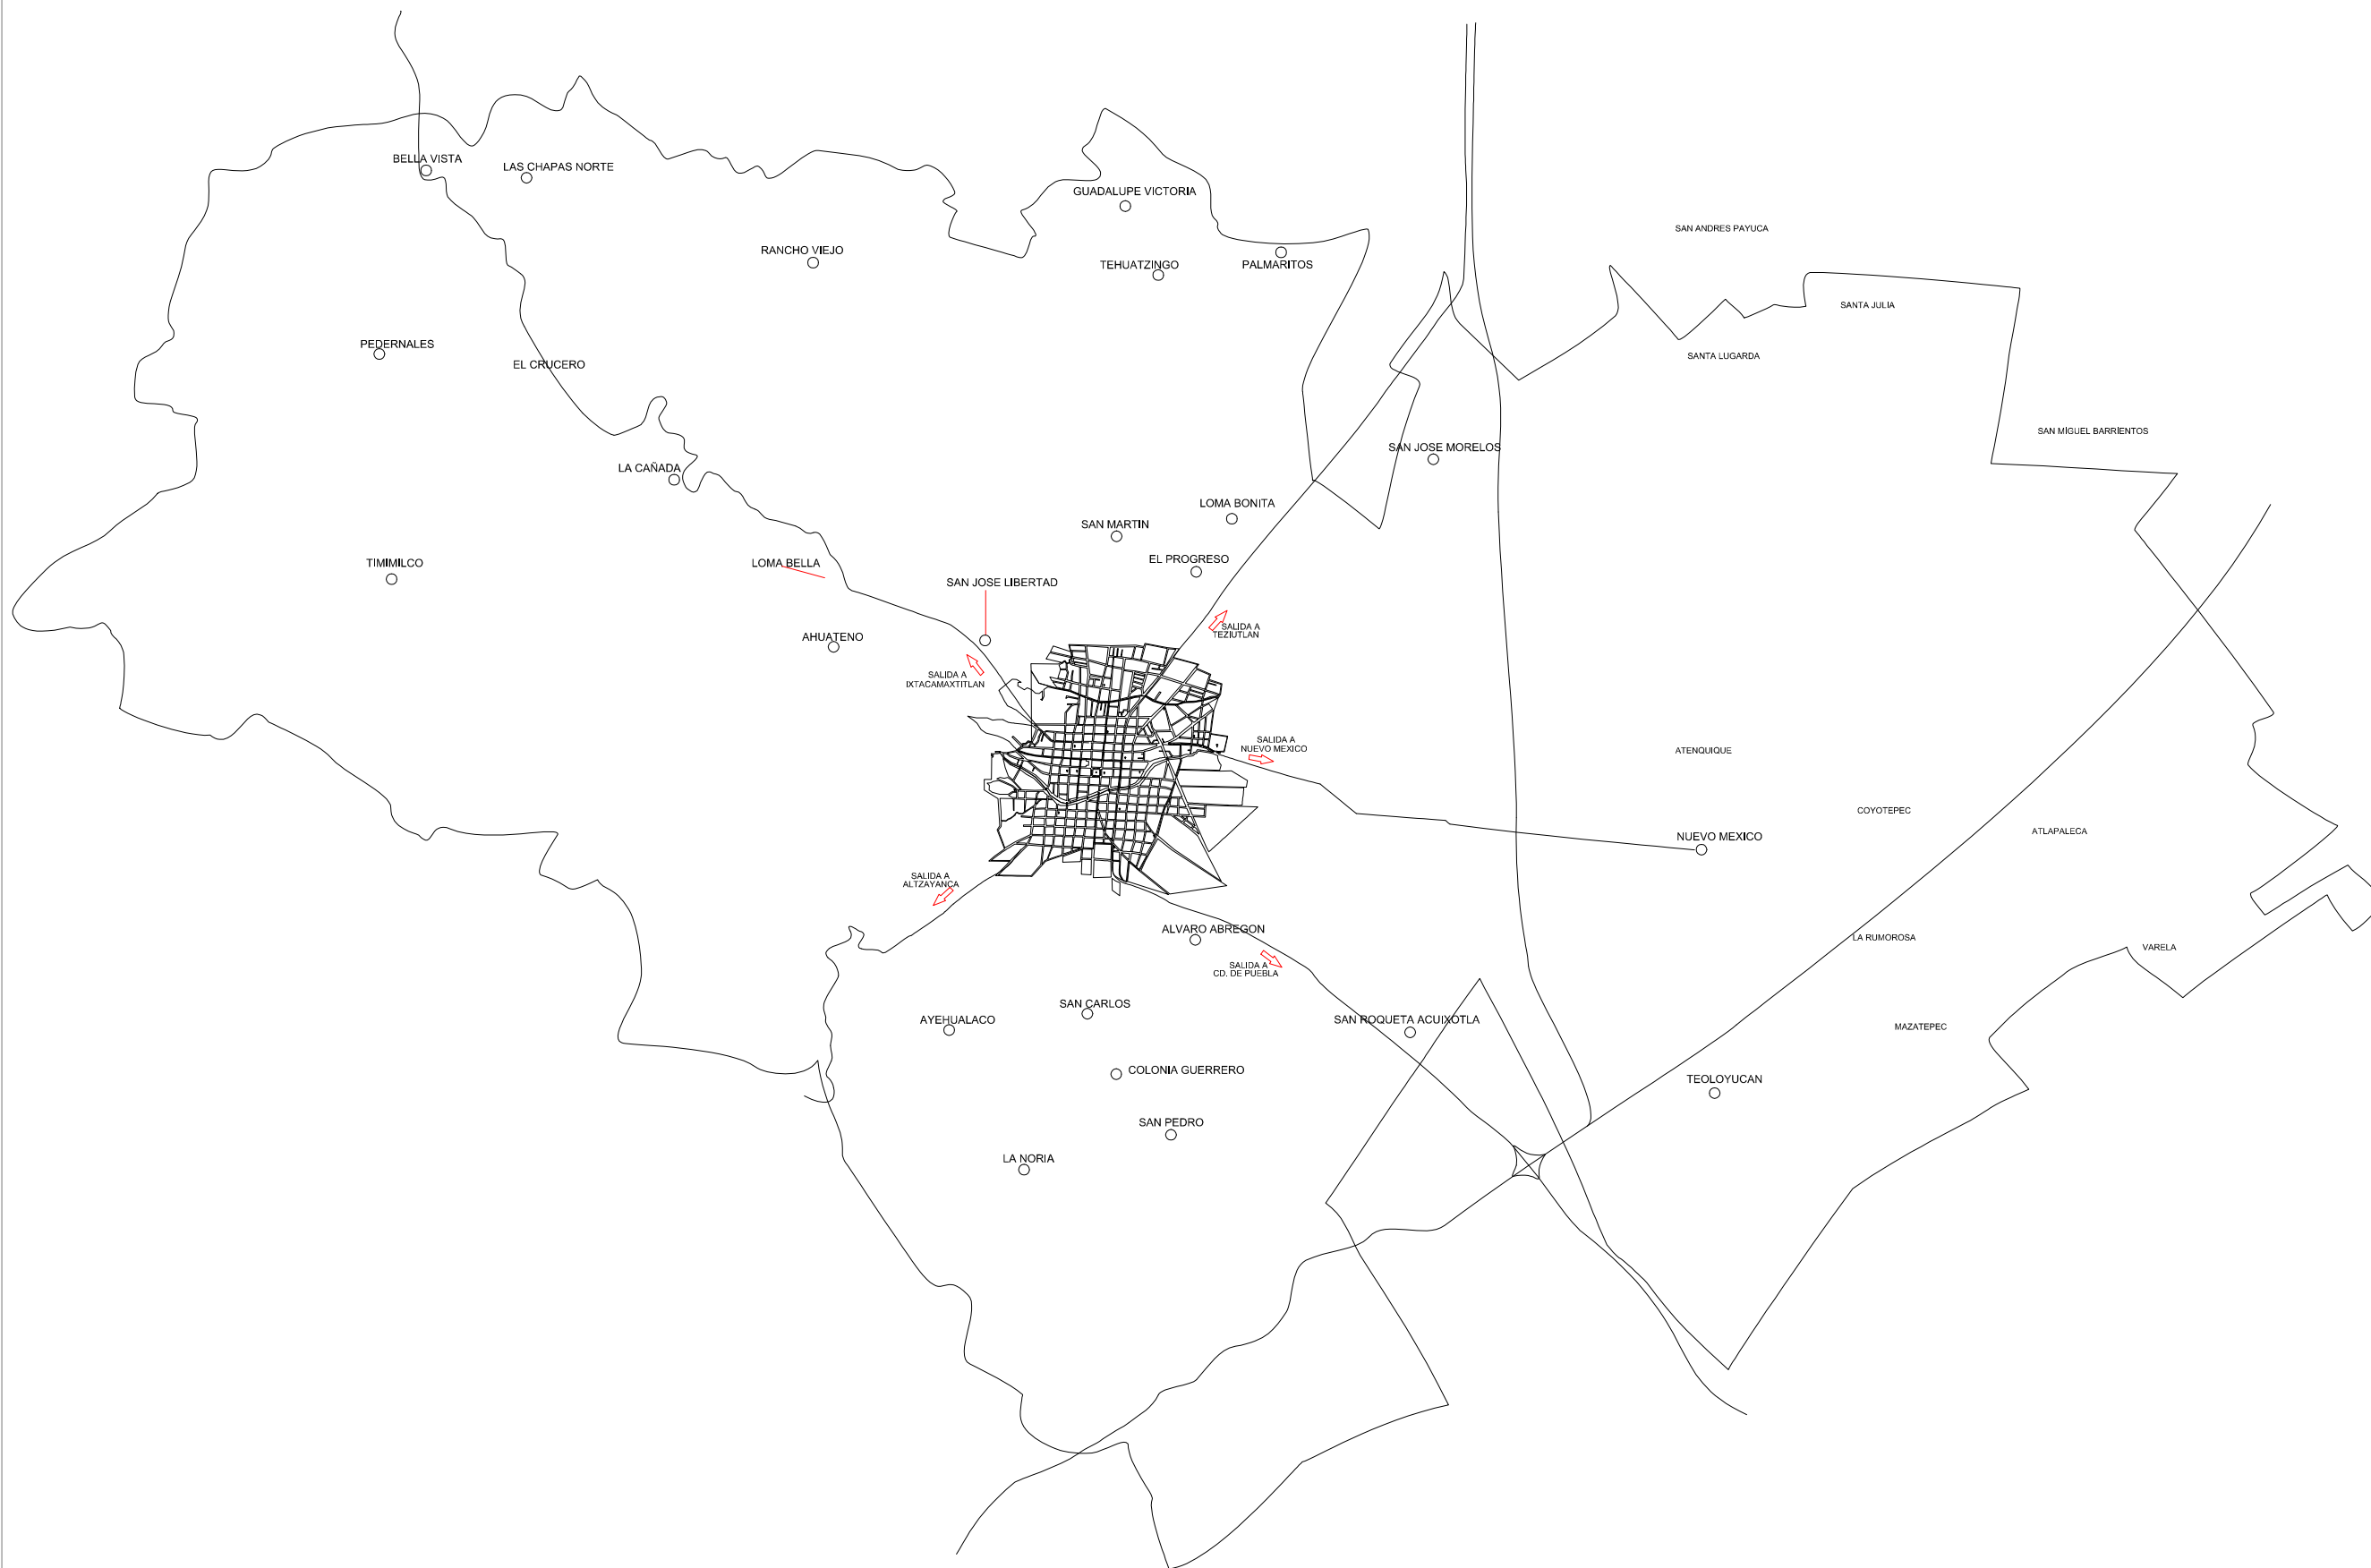 BELLA VISTA
LAS CHAPAS NORTE
GUADALUPE VICTORIA
SAN ANDRES PAYUCA
RANCHO VIEJO
TEHUATZINGO
PALMARITOS
SANTA JULIA
PEDERNALES
EL CRUCERO
SANTA LUGARDA
SAN MIGUEL BARRIENTOS
SAN JOSE MORELOS
LA CAÑADA
LOMA BONITA
SAN MARTIN
EL PROGRESO
TIMIMILCO
LOMA BELLA
SAN JOSE LIBERTAD
SALIDA A
TEZIUTLAN
AHUATENO
SALIDA A
IXTACAMAXTITLAN
SALIDA A
NUEVO MEXICO
ATENQUIQUE
COYOTEPEC
ATLAPALECA
NUEVO MEXICO
SALIDA A
ALTZAYANCA
ALVARO ABREGON
LA RUMOROSA
VARELA
SALIDA A
CD. DE PUEBLA
SAN CARLOS
AYEHUALACO
SAN ROQUETA ACUIXOTLA
MAZATEPEC
COLONIA GUERRERO
TEOLOYUCAN
SAN PEDRO
LA NORIA